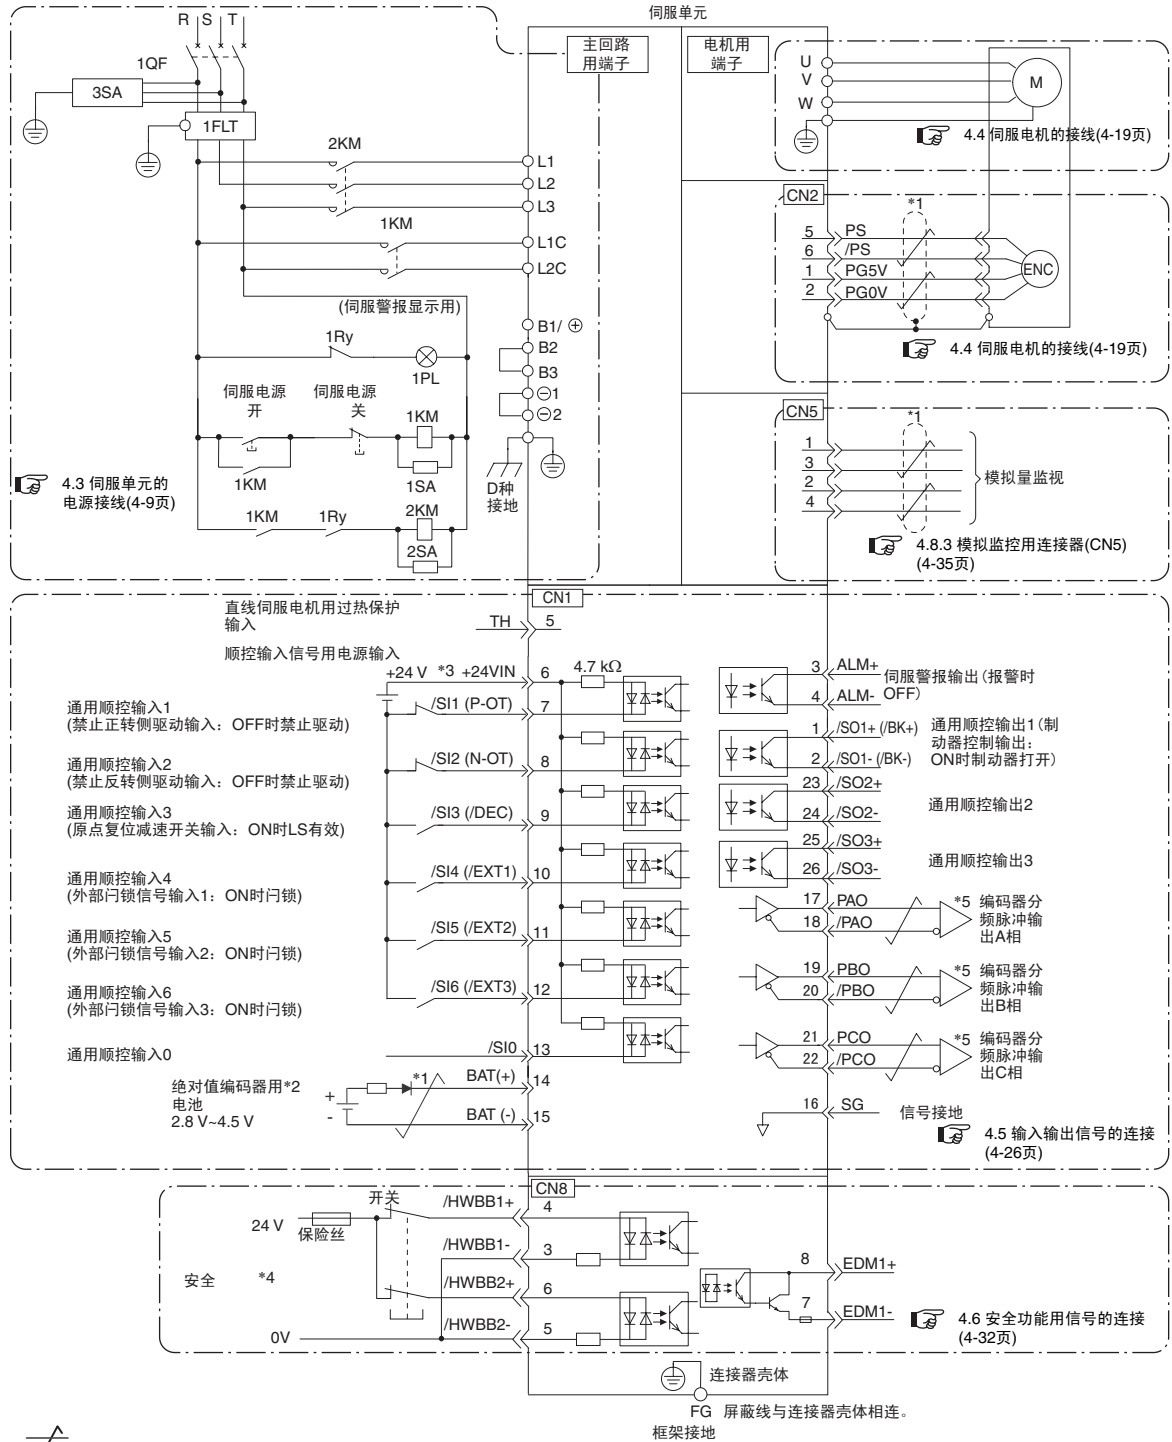 伺服单元
R S T
主回路
用端子
电机用
端子
1QF
3SA
1FLT
2KM
L1
L2
L3
1KM
L1C
L2C
(伺服警报显示用)
B1/ ⊕
B2
B3
⊖1
⊖2
1Ry
1PL
伺服电源
开
伺服电源
关
1KM
1KM
1SA
D种
接地
4.3 伺服单元的
电源接线(4-9页)
1KM
1Ry
2KM
2SA
U
V
W
M
4.4 伺服电机的接线(4-19页)
CN2
*1
5 PS
6 /PS
1 PG5V
2 PG0V
ENC
4.4 伺服电机的接线(4-19页)
CN5
*1
1
3
2
4
模拟量监视
4.8.3 模拟监控用连接器(CN5)
(4-35页)
CN1
直线伺服电机用过热保护
输入
TH 5
顺控输入信号用电源输入
+24 V *3 +24VIN 6 4.7 kΩ
通用顺控输入1
(禁止正转侧驱动输入：OFF时禁止驱动)
/SI1 (P-OT) 7
通用顺控输入2
(禁止反转侧驱动输入：OFF时禁止驱动)
/SI2 (N-OT) 8
通用顺控输入3
(原点复位减速开关输入：ON时LS有效)
/SI3 (/DEC) 9
通用顺控输入4
(外部闩锁信号输入1：ON时闩锁)
/SI4 (/EXT1) 10
通用顺控输入5
(外部闩锁信号输入2：ON时闩锁)
/SI5 (/EXT2) 11
通用顺控输入6
(外部闩锁信号输入3：ON时闩锁)
/SI6 (/EXT3) 12
通用顺控输入0
/SI0 13
绝对值编码器用*2
电池
2.8 V~4.5 V
+
-
*1
BAT(+) 14
BAT (-) 15
3 ALM+
4 ALM-
伺服警报输出(报警时
OFF)
1 /SO1+ (/BK+)
2 /SO1- (/BK-)
通用顺控输出1(制
动器控制输出：
ON时制动器打开)
23 /SO2+
24 /SO2-
通用顺控输出2
25 /SO3+
26 /SO3-
通用顺控输出3
17 PAO
18 /PAO
*5 编码器分
频脉冲输
出A相
19 PBO
20 /PBO
*5 编码器分
频脉冲输
出B相
21 PCO
22 /PCO
*5 编码器分
频脉冲输
出C相
16 SG
信号接地
4.5 输入输出信号的连接
(4-26页)
CN8
开关
24 V
保险丝
/HWBB1+ 4
/HWBB1- 3
安全 *4
/HWBB2+ 6
0V
/HWBB2- 5
8 EDM1+
7 EDM1-
4.6 安全功能用信号的连接
(4-32页)
连接器壳体
FG 屏蔽线与连接器壳体相连。
框架接地